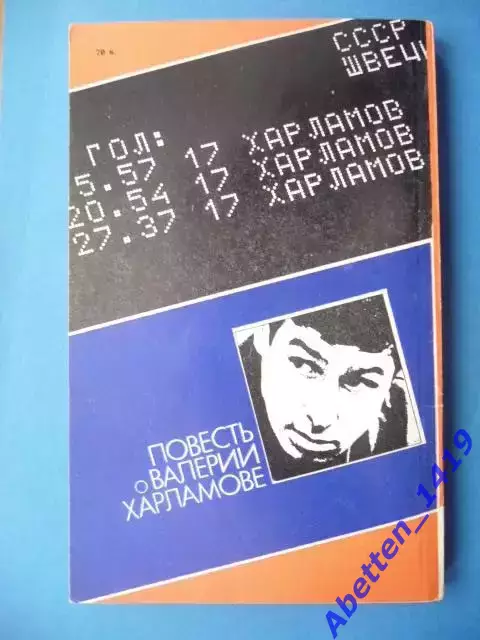 70 к.
СССР
ШВЕЦИ
ГОЛ:
5.57 17 ХАРЛАМОВ
20.54 17 ХАРЛАМОВ
27.37 17 ХАРЛАМОВ
ПОВЕСТЬ
О ВАЛЕРИИ
ХАРЛАМОВЕ
Abetten_1419